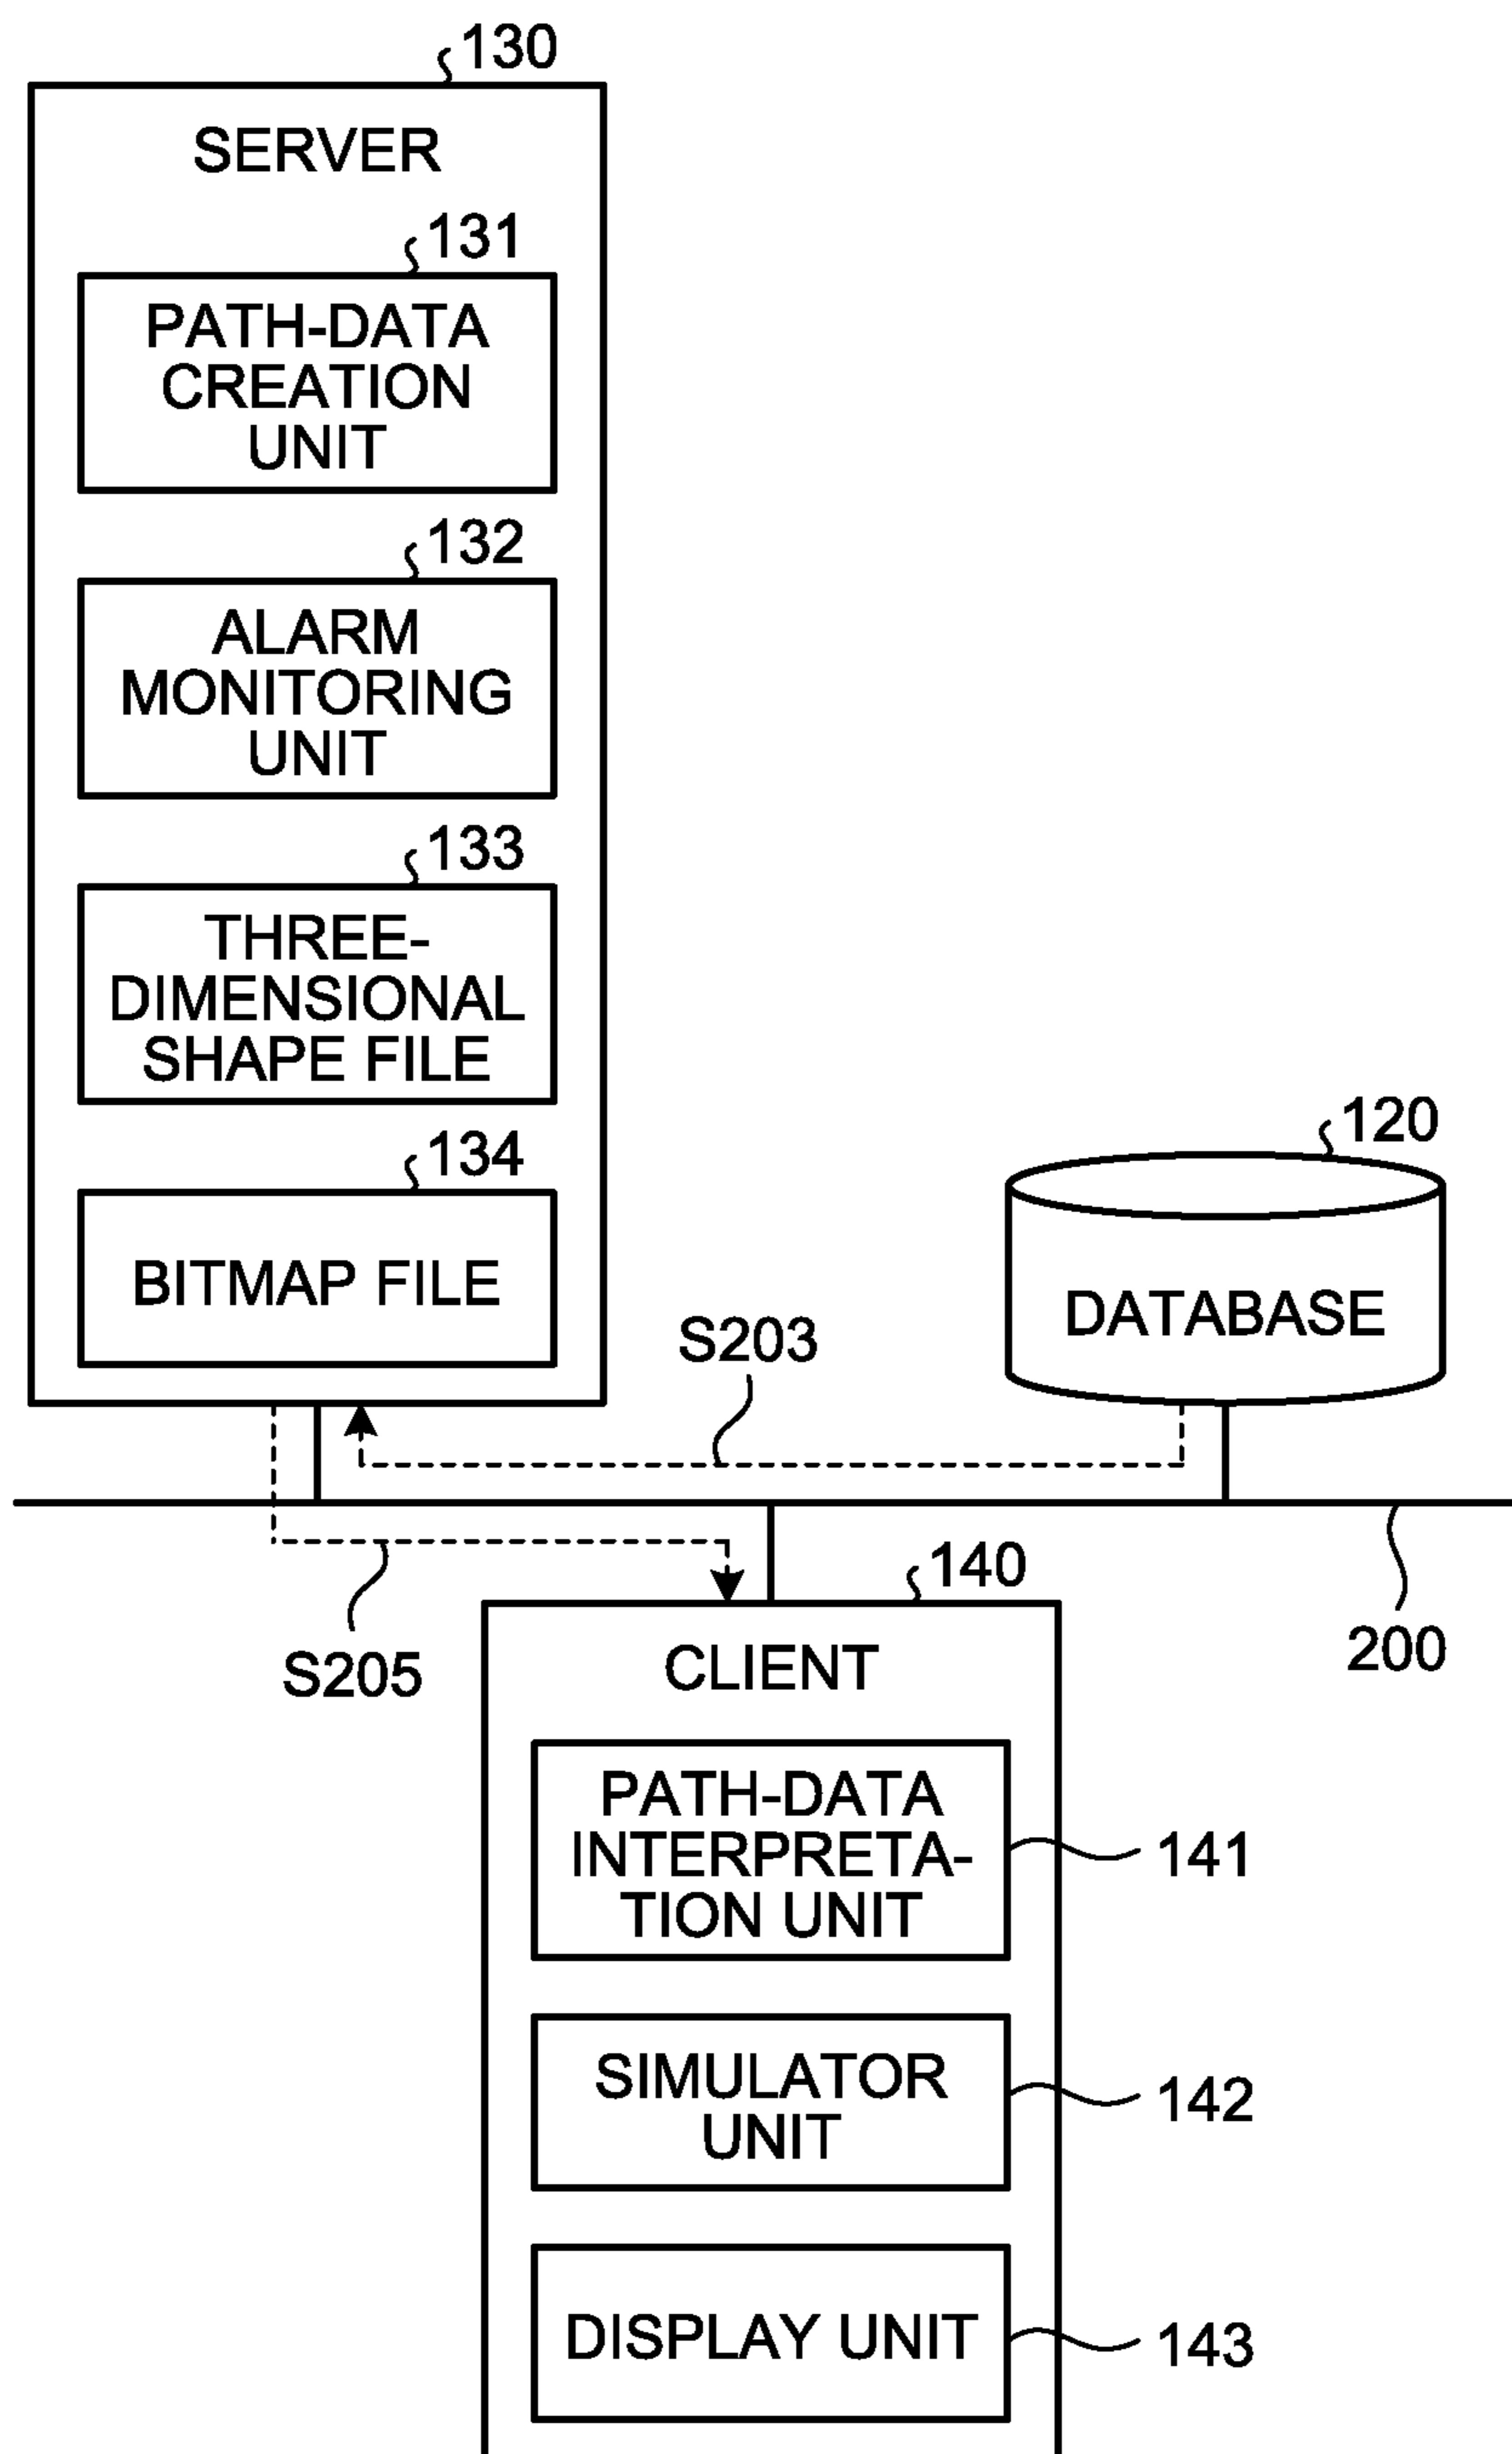 130
SERVER
131
PATH-DATA
CREATION
UNIT
132
ALARM
MONITORING
UNIT
133
THREE-
DIMENSIONAL
SHAPE FILE
134
BITMAP FILE
120
DATABASE
S203
S205
200
140
CLIENT
PATH-DATA
INTERPRETA-
TION UNIT
141
SIMULATOR
UNIT
142
DISPLAY UNIT
143